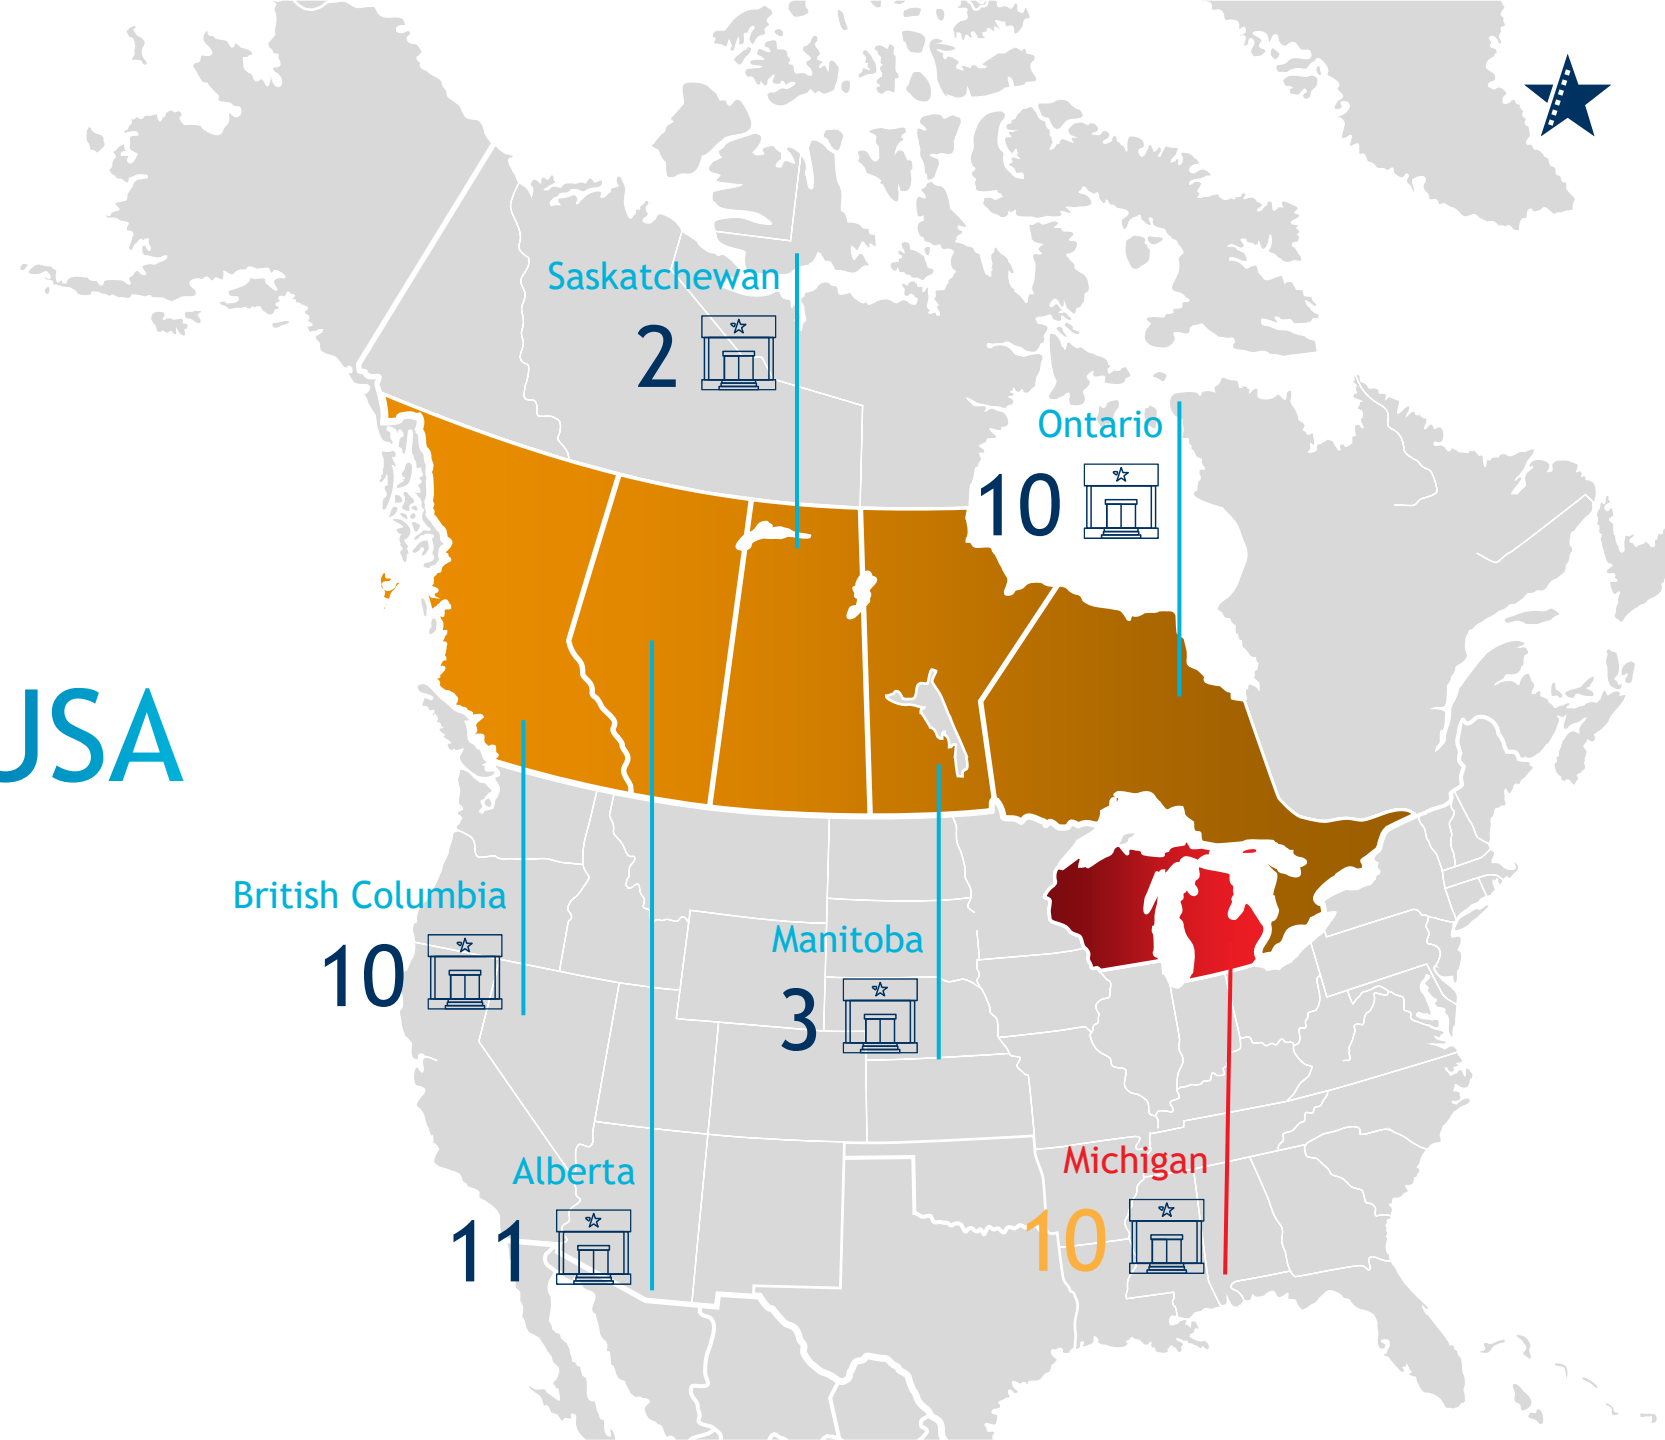 Saskatchewan
2
Ontario
10
USA
British Columbia
10
Manitoba
3
Michigan
10
Alberta
11